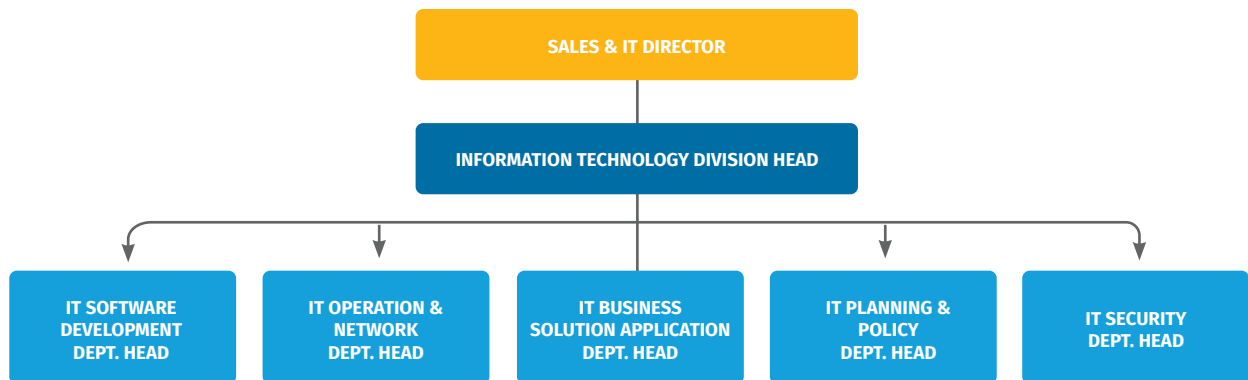 SALES & IT DIRECTOR
INFORMATION TECHNOLOGY DIVISION HEAD
IT SOFTWARE
DEVELOPMENT
DEPT. HEAD
IT OPERATION &
NETWORK
DEPT. HEAD
IT BUSINESS
SOLUTION APPLICATION
DEPT. HEAD
IT PLANNING &
POLICY
DEPT. HEAD
IT SECURITY
DEPT. HEAD